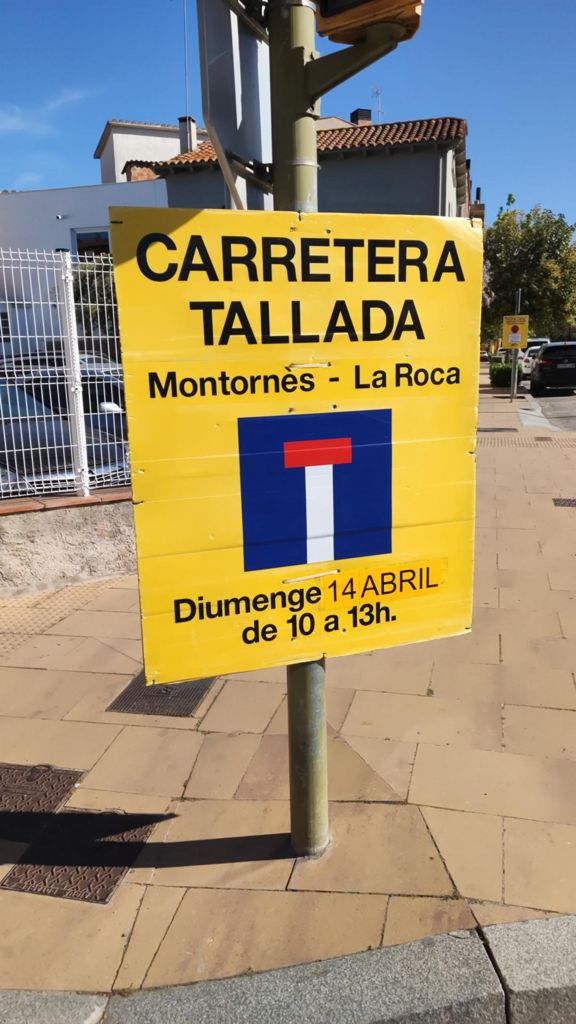 CARRETERA
TALLADA
Montornès - La Roca
Diumenge 14 ABRIL
de 10 a 13h.